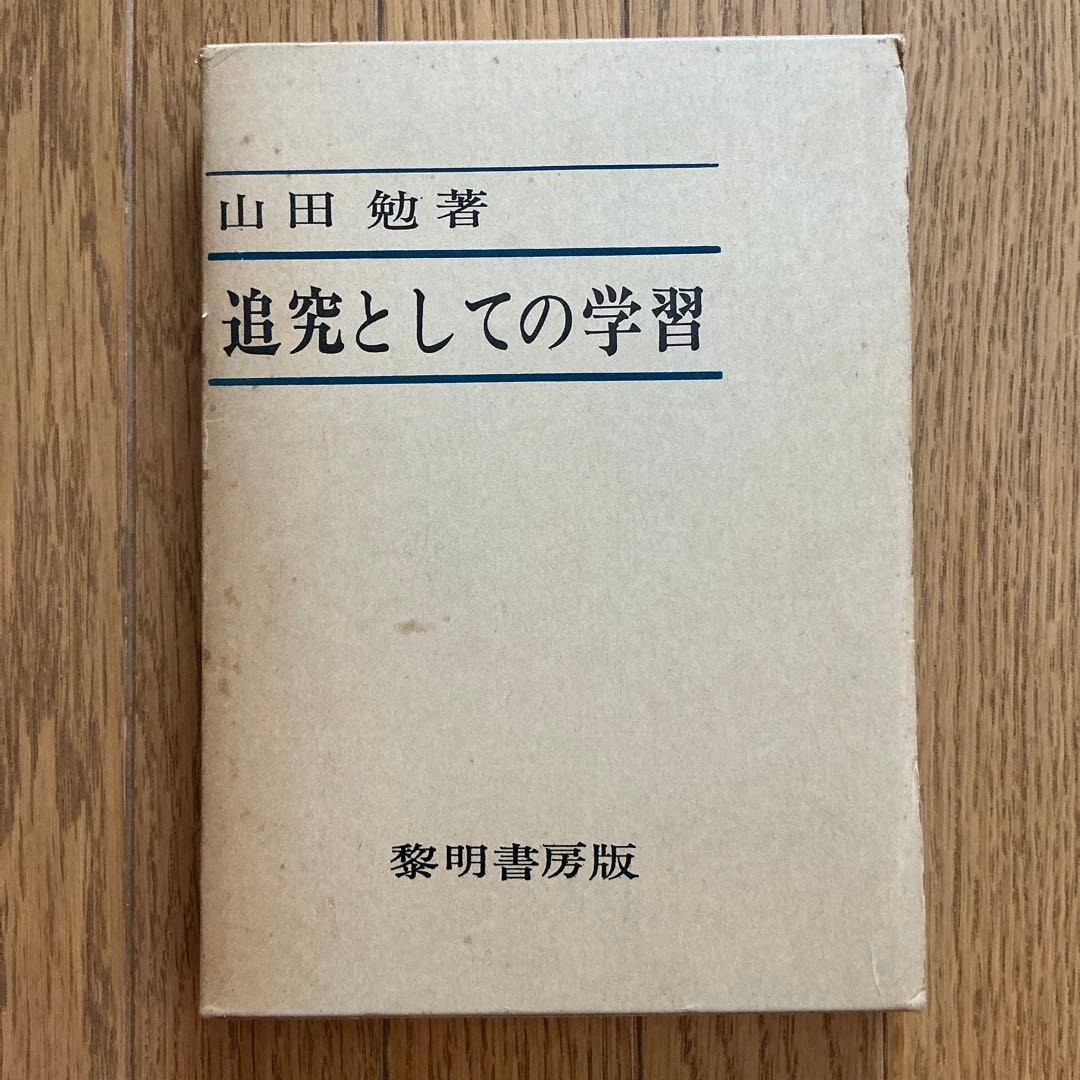 山田 勉著
追究としての学習
黎明書房版